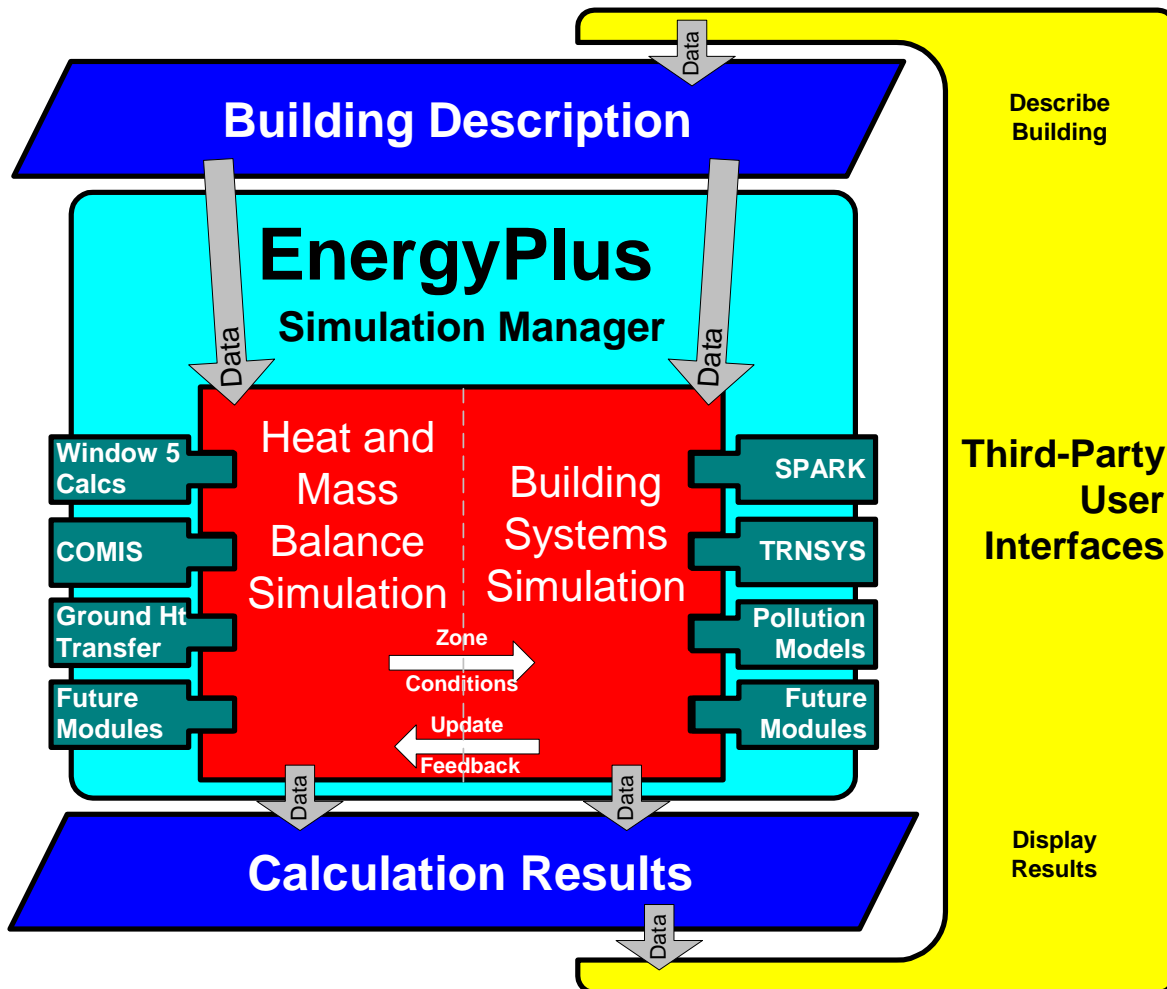 Data
Building Description
Describe
Building
EnergyPlus
Simulation Manager
Data
Data
Window 5
Calcs
COMIS
Ground Ht
Transfer
Future
Modules
Heat and
Mass
Balance
Simulation
Building
Systems
Simulation
Zone
Conditions
Update
Feedback
SPARK
TRNSYS
Pollution
Models
Future
Modules
Third-Party
User
Interfaces
Data
Data
Calculation Results
Display
Results
Data